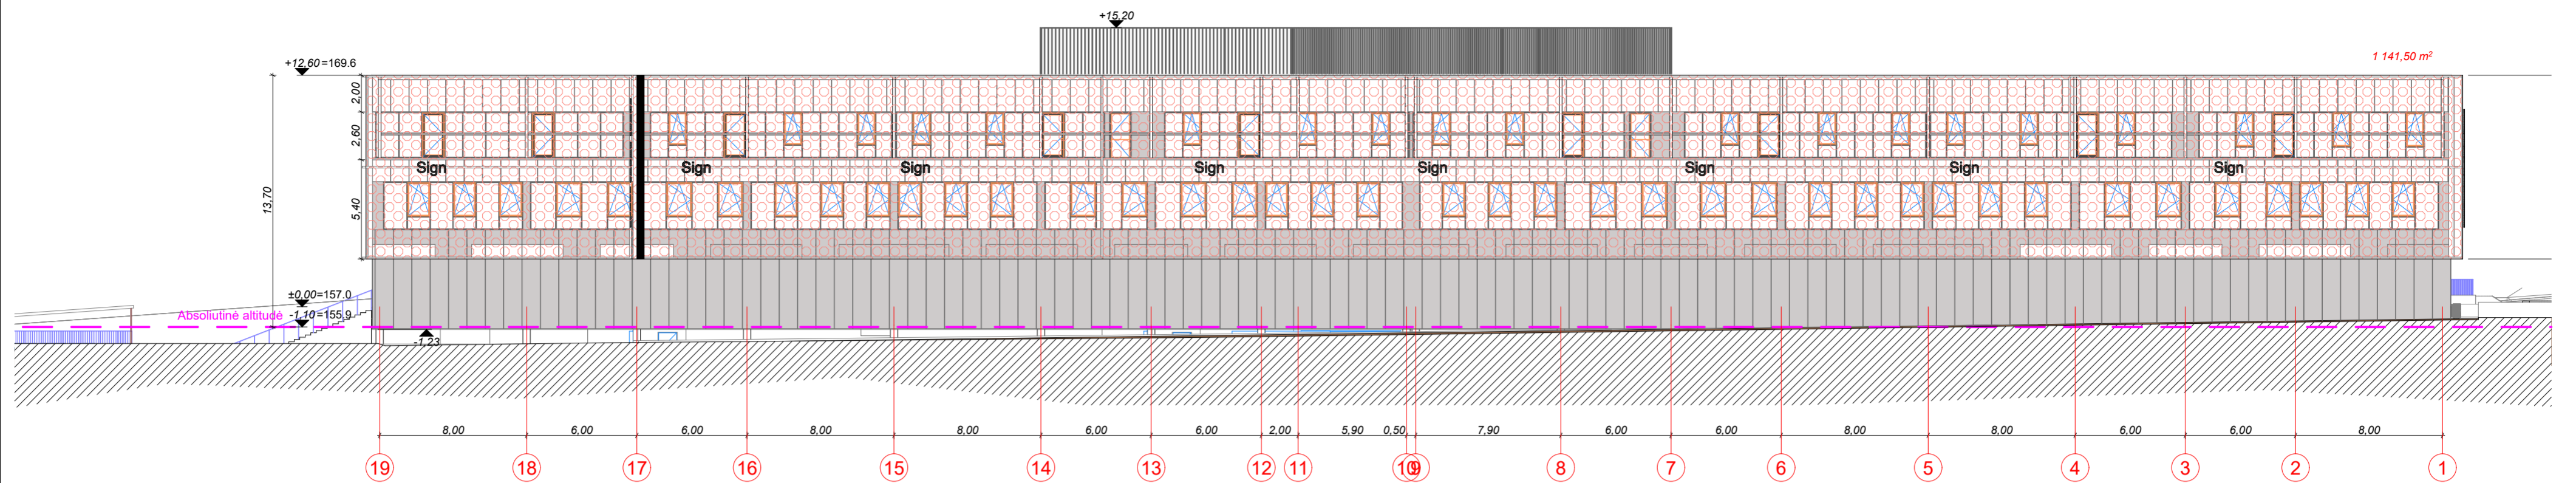 +15,20
+12,60=169.6
1 141,50 m²
2,00
2,60
13,70
5,40
Sign Sign Sign Sign Sign Sign Sign Sign
±0,00=157.0
Absoliutinė altitudė -1,10=155.9
-1,23
8,00 6,00 6,00 8,00 8,00 6,00 6,00 2,00 5,90 0,50 7,90 6,00 6,00 8,00 8,00 6,00 6,00 8,00
19 18 17 16 15 14 13 12 11 10 9 8 7 6 5 4 3 2 1